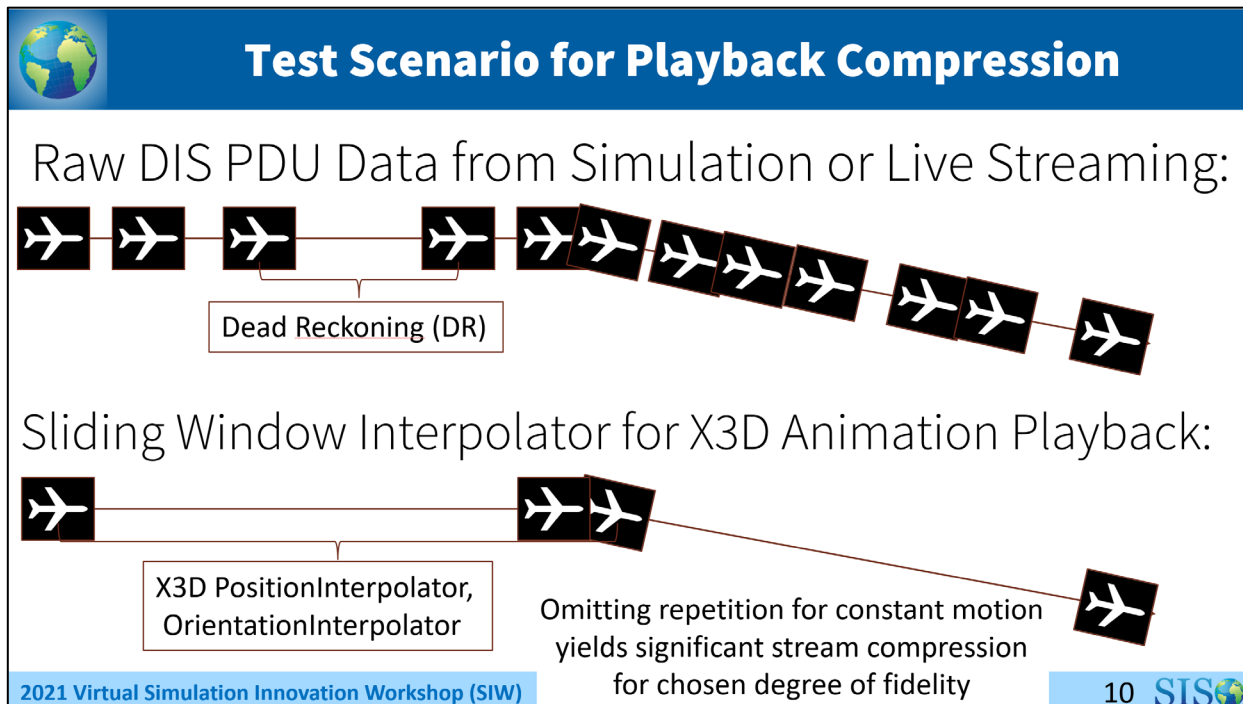 Test Scenario for Playback Compression
Raw DIS PDU Data from Simulation or Live Streaming:
Dead Reckoning (DR)
Sliding Window Interpolator for X3D Animation Playback:
X3D PositionInterpolator,
OrientationInterpolator
Omitting repetition for constant motion
yields significant stream compression
for chosen degree of fidelity
2021 Virtual Simulation Innovation Workshop (SIW)
10
SIS